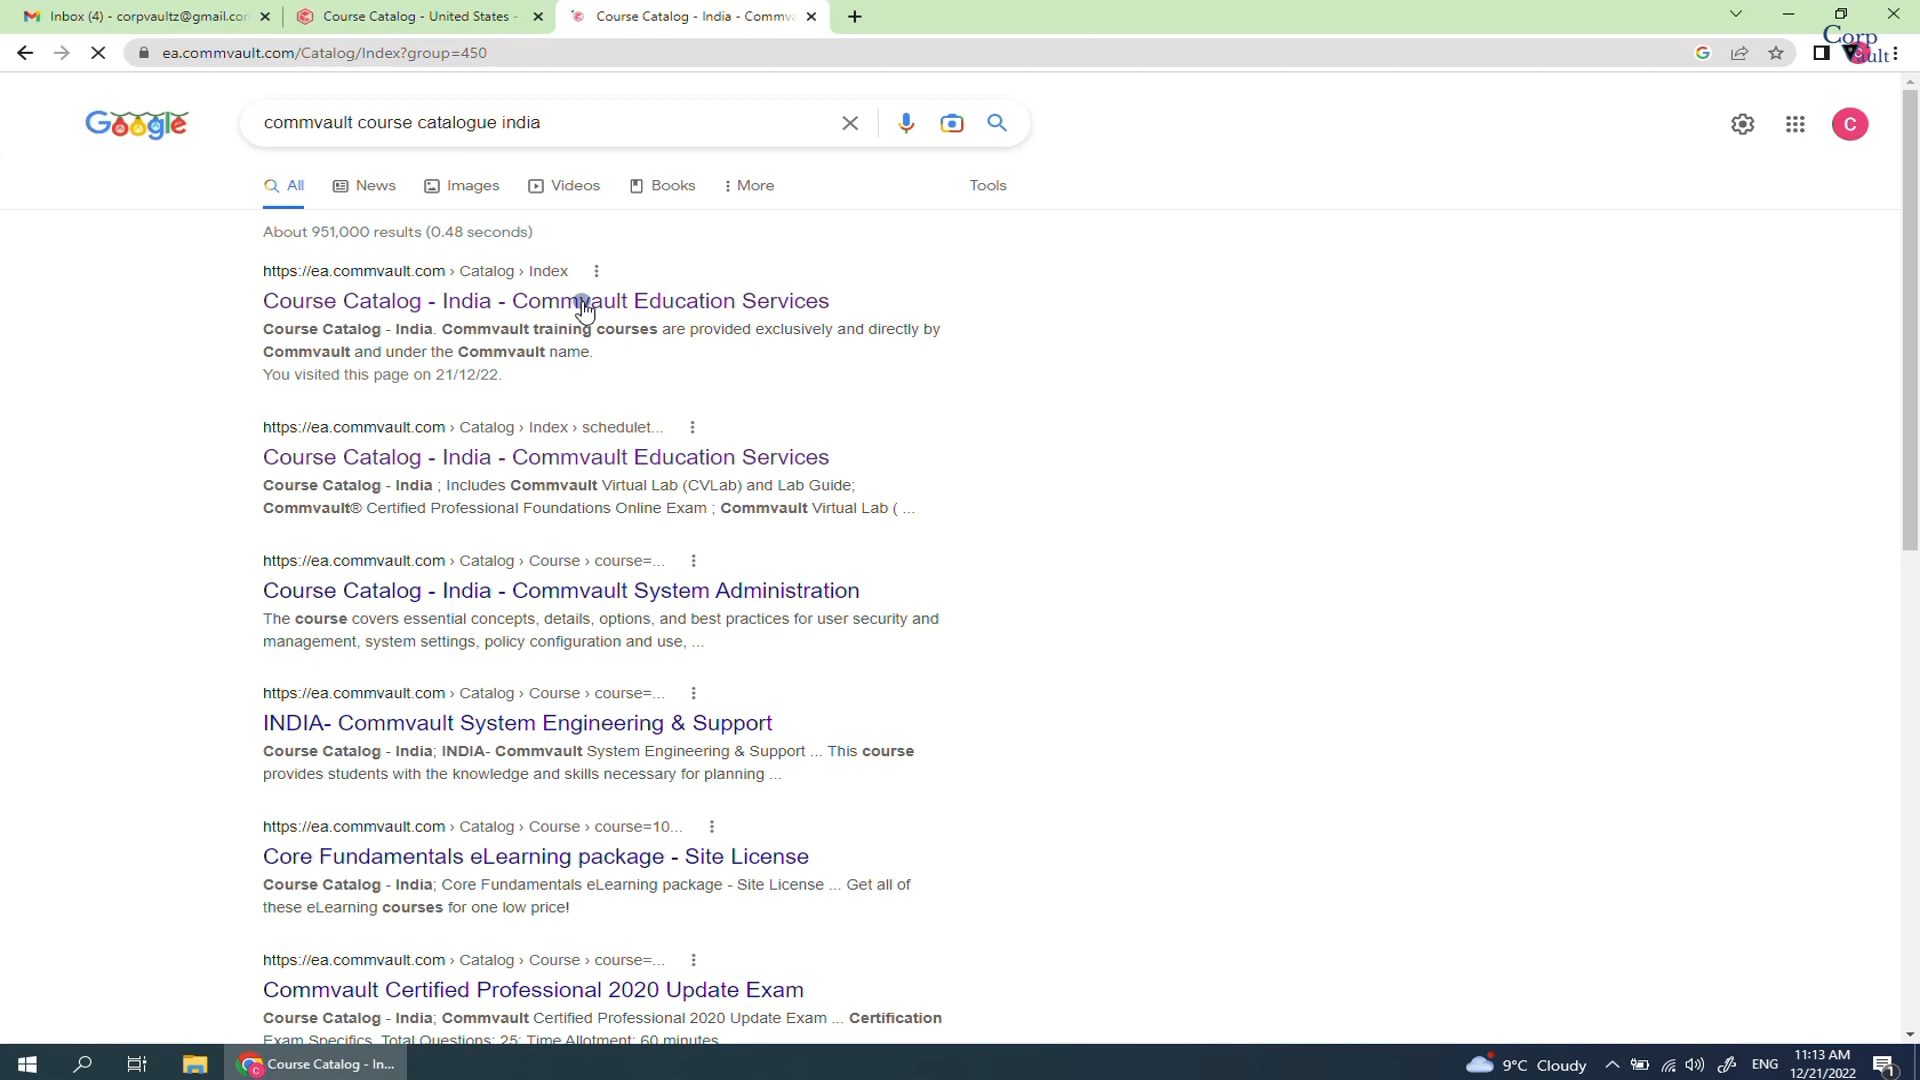 Inbox (4) - corpvaultz@gmail.com
Course Catalog - United States -
Course Catalog - India - Commva
ea.commvault.com/Catalog/Index?group=450
Corp
Vault
Google
commvault course catalogue india
C
All
News
Images
Videos
Books
More
Tools
About 951,000 results (0.48 seconds)
https://ea.commvault.com › Catalog › Index
Course Catalog - India - Commvault Education Services
Course Catalog - India. Commvault training courses are provided exclusively and directly by
Commvault and under the Commvault name.
You visited this page on 21/12/22.
https://ea.commvault.com › Catalog › Index › schedulet...
Course Catalog - India - Commvault Education Services
Course Catalog - India ; Includes Commvault Virtual Lab (CVLab) and Lab Guide;
Commvault® Certified Professional Foundations Online Exam ; Commvault Virtual Lab ( ...
https://ea.commvault.com › Catalog › Course › course=...
Course Catalog - India - Commvault System Administration
The course covers essential concepts, details, options, and best practices for user security and
management, system settings, policy configuration and use, ...
https://ea.commvault.com › Catalog › Course › course=...
INDIA- Commvault System Engineering & Support
Course Catalog - India; INDIA- Commvault System Engineering & Support ... This course
provides students with the knowledge and skills necessary for planning ...
https://ea.commvault.com › Catalog › Course › course=10...
Core Fundamentals eLearning package - Site License
Course Catalog - India; Core Fundamentals eLearning package - Site License ... Get all of
these eLearning courses for one low price!
https://ea.commvault.com › Catalog › Course › course=...
Commvault Certified Professional 2020 Update Exam
Course Catalog - India; Commvault Certified Professional 2020 Update Exam ... Certification
Exam Specifics. Total Questions: 25; Time Allotment: 60 minutes
Course Catalog - In...
9°C Cloudy
ENG
11:13 AM
12/21/2022
1